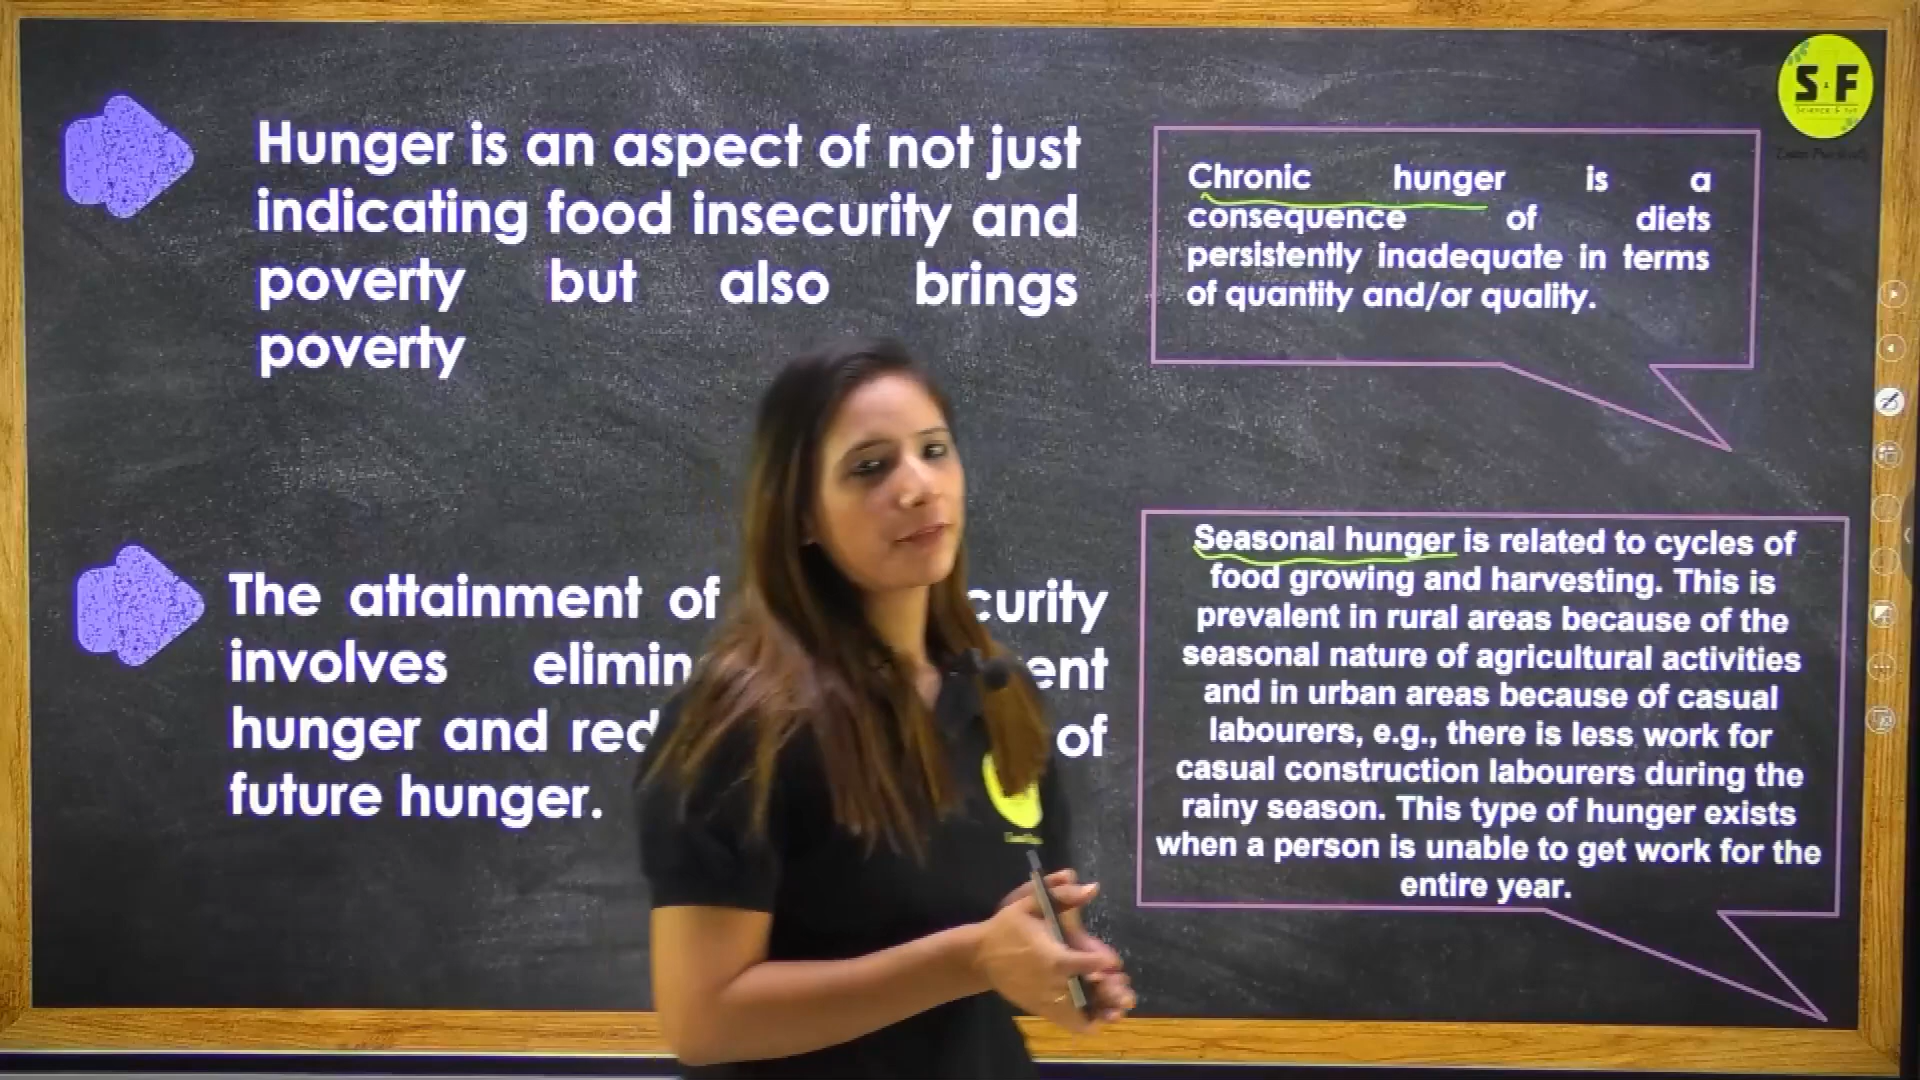 Hunger is an aspect of not just
indicating food insecurity and
poverty but also brings
poverty
The attainment of curity
involves elimin ent
hunger and red of
future hunger.
S F
Chronic hunger is a
consequence of diets
persistently inadequate in terms
of quantity and/or quality.
Seasonal hunger is related to cycles of
food growing and harvesting. This is
prevalent in rural areas because of the
seasonal nature of agricultural activities
and in urban areas because of casual
labourers, e.g., there is less work for
casual construction labourers during the
rainy season. This type of hunger exists
when a person is unable to get work for the
entire year.